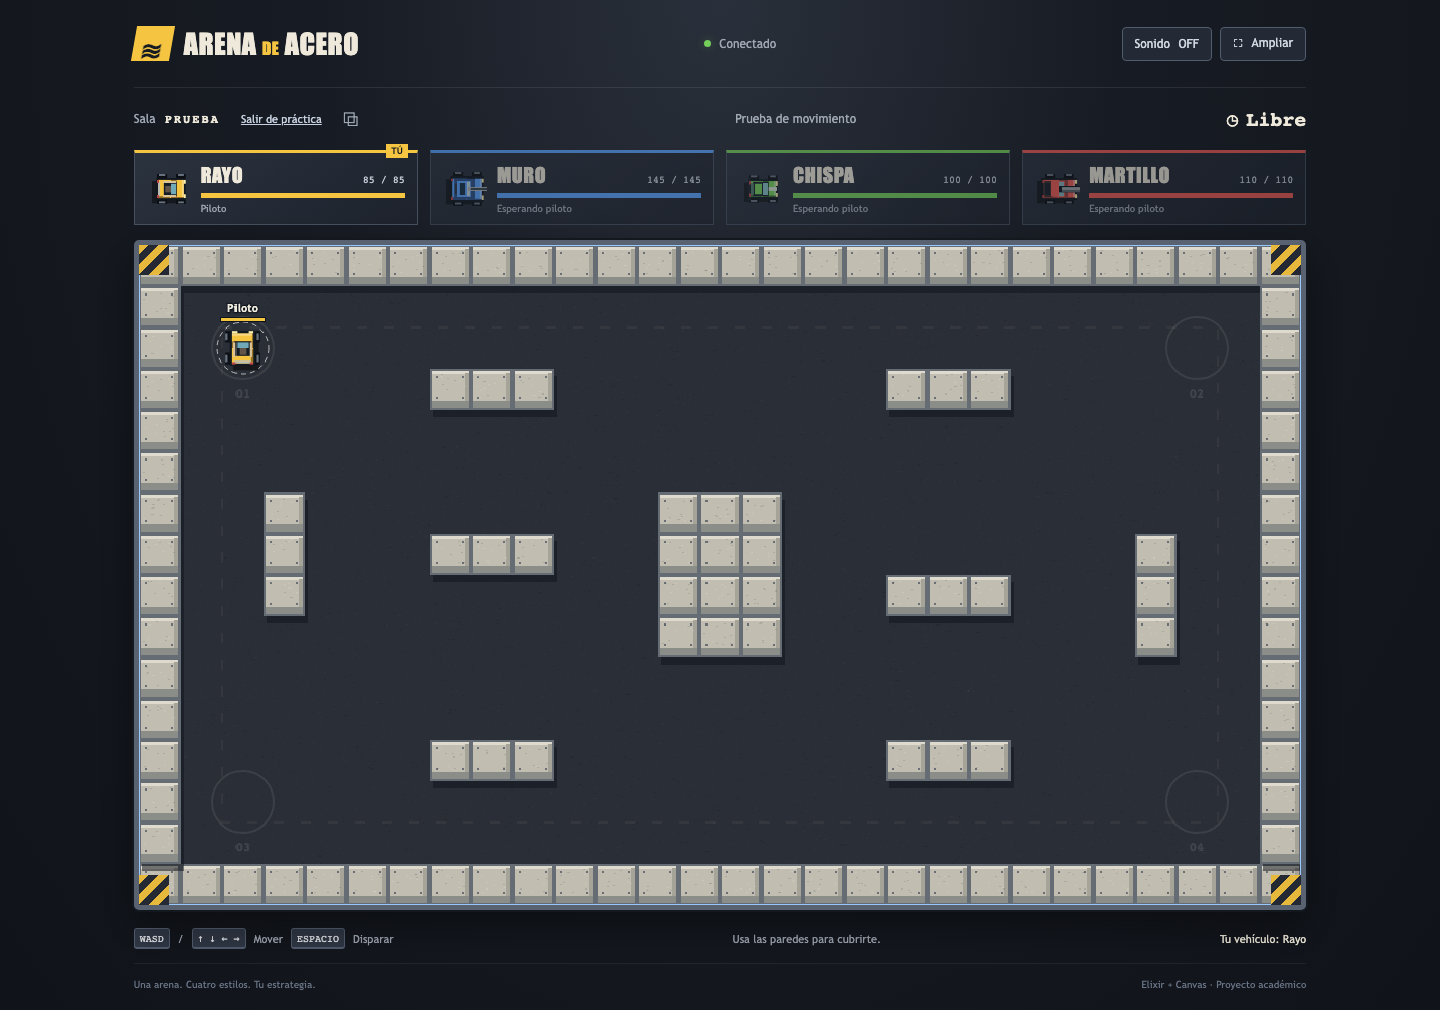 ARENA DE ACERO
Conectado
Sonido OFF
Ampliar
Sala PRUEBA Salir de práctica
Prueba de movimiento
Libre
TÚ
RAYO 85 / 85
Piloto
MURO 145 / 145
Esperando piloto
CHISPA 100 / 100
Esperando piloto
MARTILLO 110 / 110
Esperando piloto
Piloto
01
02
03
04
WASD / ↑ ↓ ← → Mover ESPACIO Disparar
Usa las paredes para cubrirte.
Tu vehículo: Rayo
Una arena. Cuatro estilos. Tu estrategia.
Elixir + Canvas · Proyecto académico